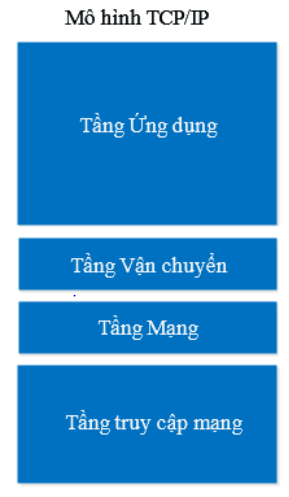 Mô hình TCP/IP
Tầng Ứng dụng
Tầng Vận chuyển
Tầng Mạng
Tầng truy cập mạng